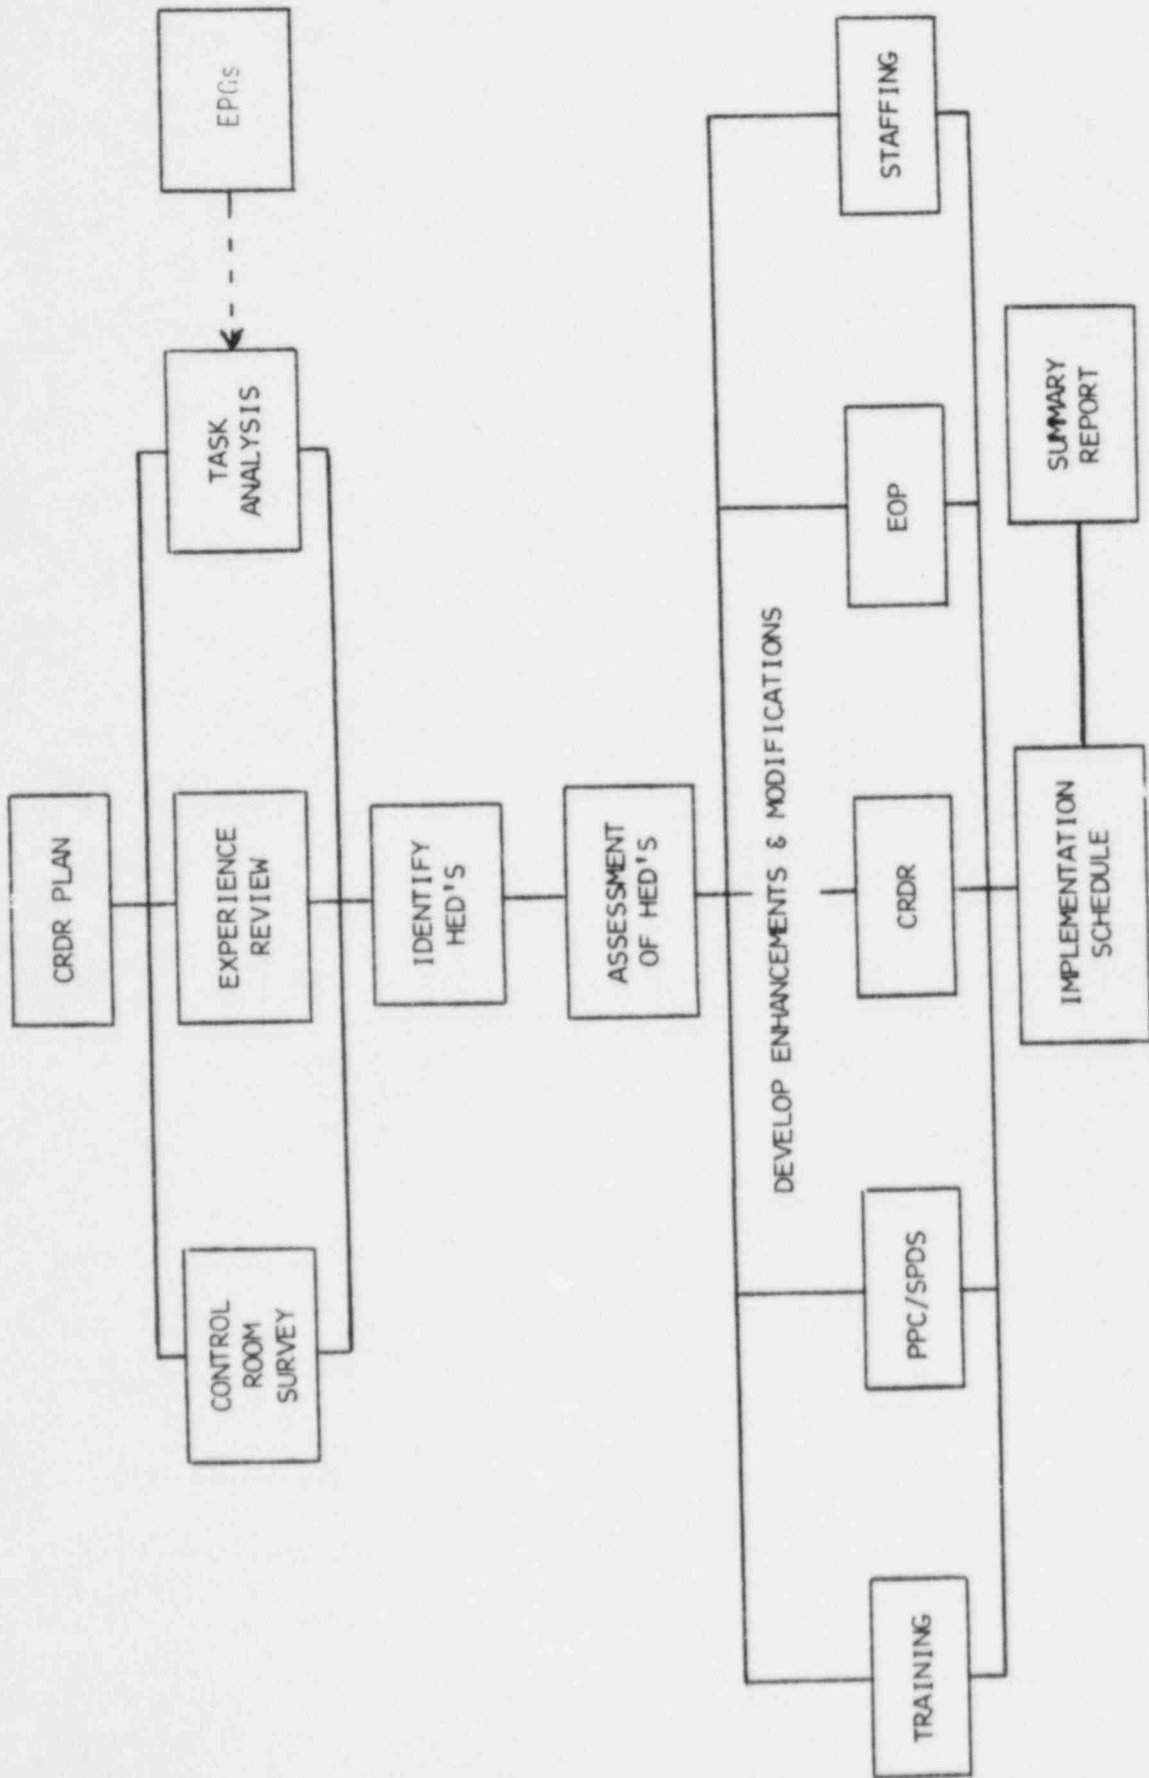 CRDR PLAN
CONTROL
ROOM
SURVEY
EXPERIENCE
REVIEW
TASK
ANALYSIS
EPGs
IDENTIFY
HED'S
ASSESSMENT
OF HED'S
DEVELOP ENHANCEMENTS & MODIFICATIONS
TRAINING
PPC/SPDS
CRDR
EOP
STAFFING
IMPLEMENTATION
SCHEDULE
SUMMARY
REPORT